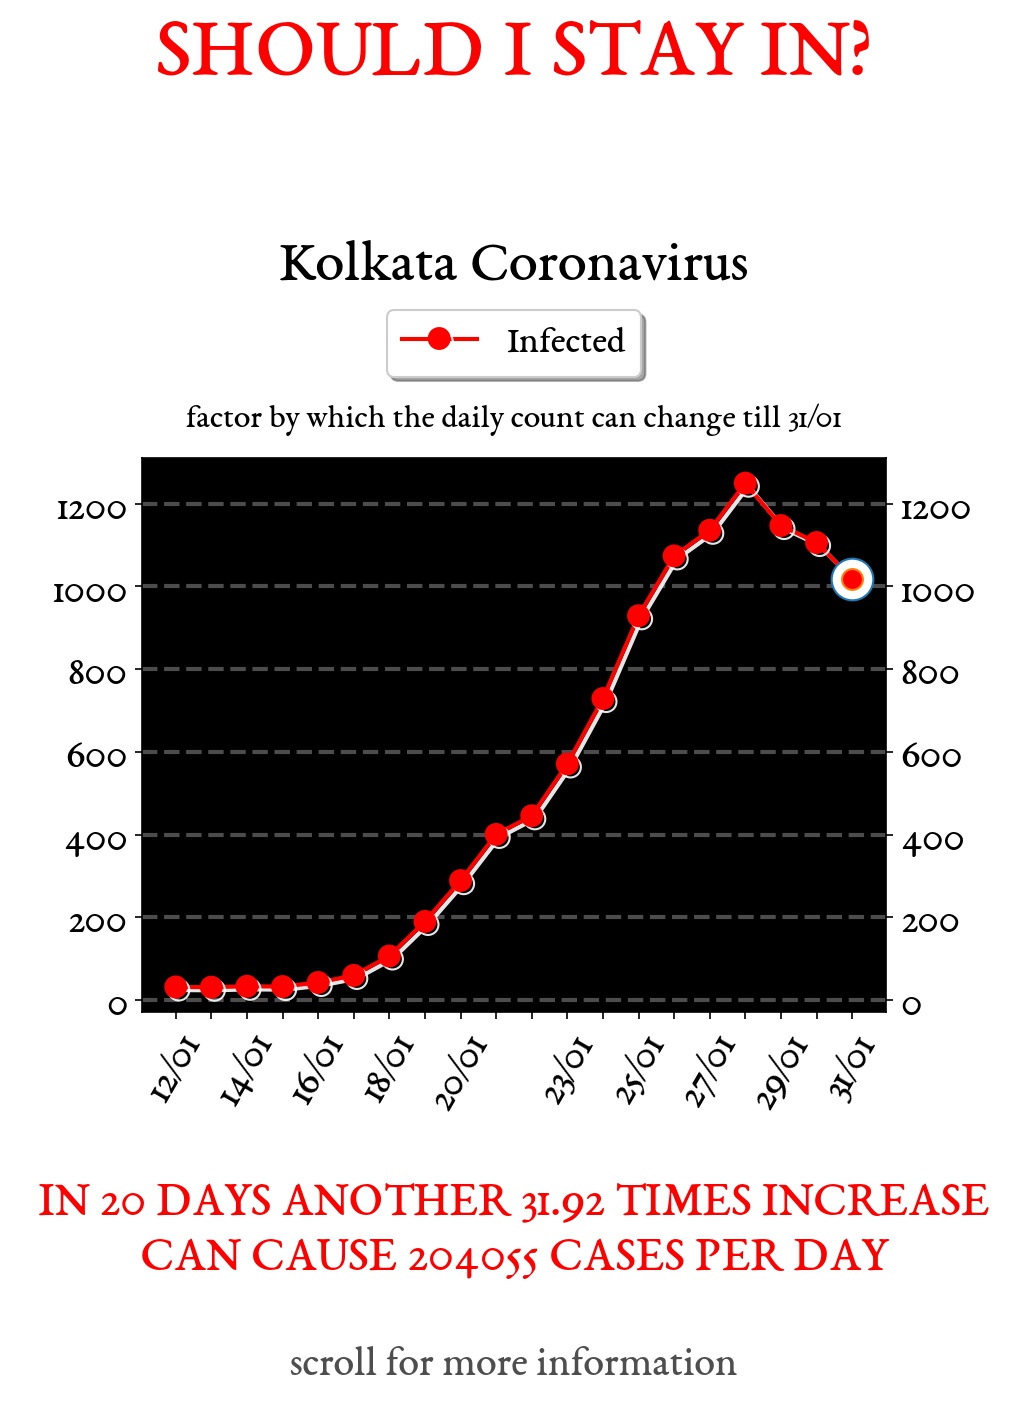 SHOULD I STAY IN?
Kolkata Coronavirus
Infected
factor by which the daily count can change till 31/01
1200 1200
1000 1000
800 800
600 600
400 400
200 200
0 0
12/01 14/01 16/01 18/01 20/01 23/01 25/01 27/01 29/01 31/01
IN 20 DAYS ANOTHER 31.92 TIMES INCREASE
CAN CAUSE 204055 CASES PER DAY
scroll for more information